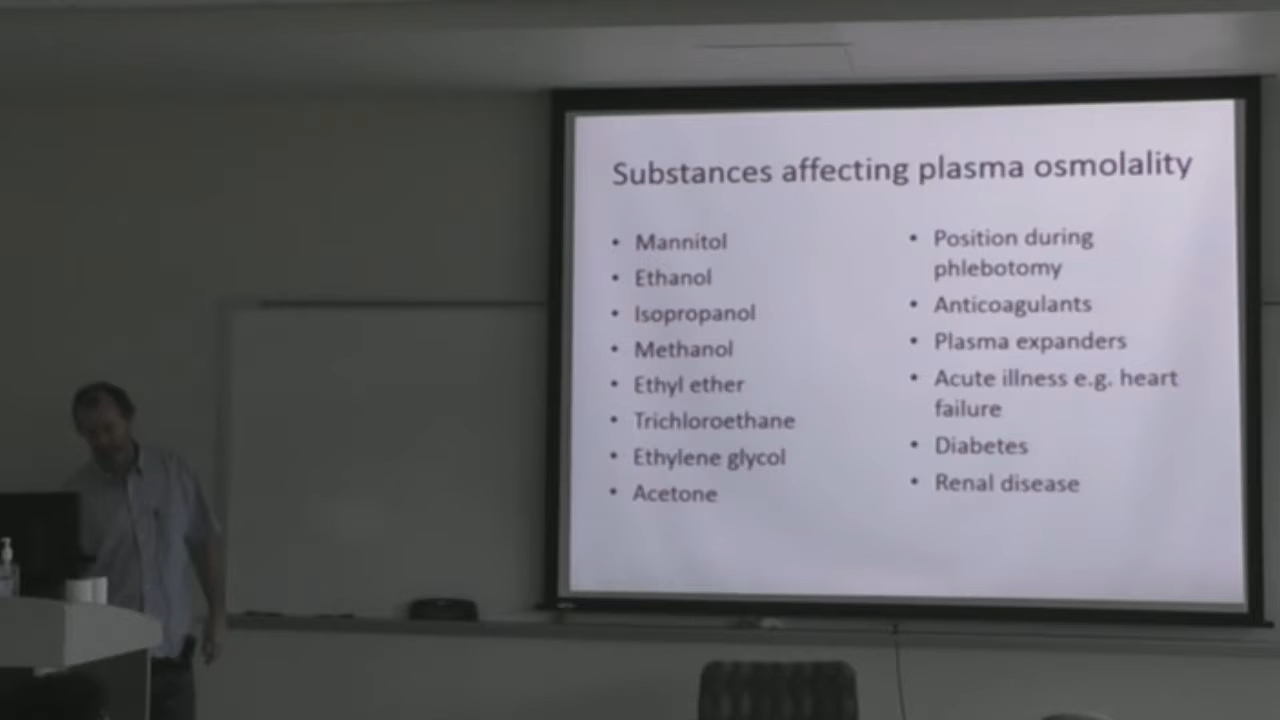 Substances affecting plasma osmolality
• Mannitol
• Ethanol
• Isopropanol
• Methanol
• Ethyl ether
• Trichloroethane
• Ethylene glycol
• Acetone
• Position during
phlebotomy
• Anticoagulants
• Plasma expanders
• Acute illness e.g. heart
failure
• Diabetes
• Renal disease